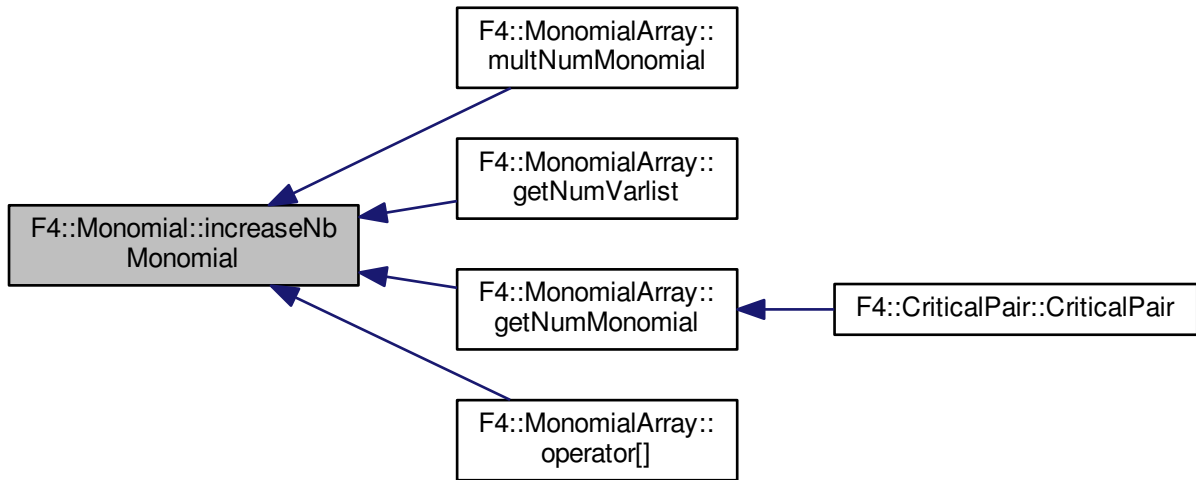 F4::MonomialArray::
multNumMonomial
F4::MonomialArray::
getNumVarlist
F4::Monomial::increaseNb
Monomial
F4::MonomialArray::
getNumMonomial
F4::CriticalPair::CriticalPair
F4::MonomialArray::
operator[]